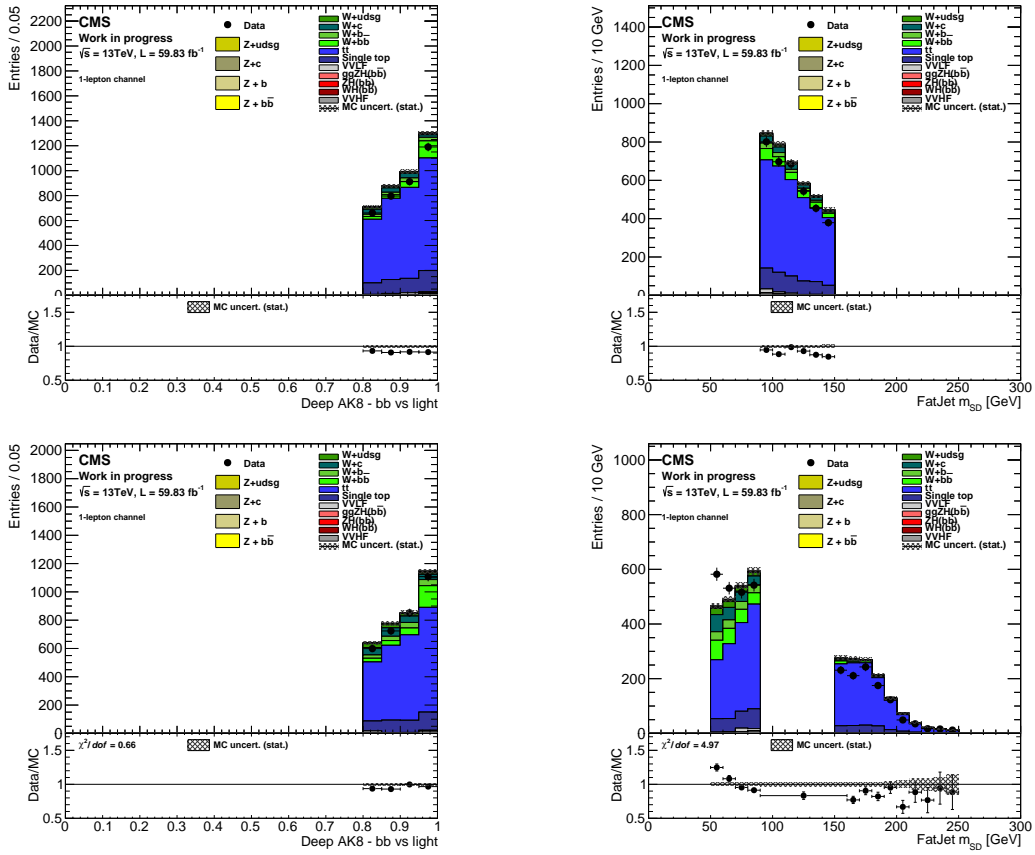 CMS
Work in progress
√s = 13TeV, L = 59.83 fb⁻¹
1-lepton channel
Data
Z+udsg
Z+c
Z + b
Z + bb̄
W+udsg
W+c
W+b
W+bb
tt
Single top
VVLF
ggZH(bb̄)
ZH(bb̄)
WH(bb̄)
VVHF
MC uncert. (stat.)
Entries / 0.05
2200
2000
1800
1600
1400
1200
1000
800
600
400
200
0
MC uncert. (stat.)
Data/MC
1.5
1
0.5
0 0.1 0.2 0.3 0.4 0.5 0.6 0.7 0.8 0.9 1
Deep AK8 - bb vs light
CMS
Work in progress
√s = 13TeV, L = 59.83 fb⁻¹
1-lepton channel
Data
Z+udsg
Z+c
Z + b
Z + bb̄
W+udsg
W+c
W+b
W+bb
tt
Single top
VVLF
ggZH(bb̄)
ZH(bb̄)
WH(bb̄)
VVHF
MC uncert. (stat.)
Entries / 10 GeV
1400
1200
1000
800
600
400
200
0
MC uncert. (stat.)
Data/MC
1.5
1
0.5
0 50 100 150 200 250 300
FatJet m_SD [GeV]
CMS
Work in progress
√s = 13TeV, L = 59.83 fb⁻¹
1-lepton channel
Data
Z+udsg
Z+c
Z + b
Z + bb̄
W+udsg
W+c
W+b
W+bb
tt
Single top
VVLF
ggZH(bb̄)
ZH(bb̄)
WH(bb̄)
VVHF
MC uncert. (stat.)
Entries / 0.05
2000
1800
1600
1400
1200
1000
800
600
400
200
0
χ²/dof = 0.66
MC uncert. (stat.)
Data/MC
1.5
1
0.5
0 0.1 0.2 0.3 0.4 0.5 0.6 0.7 0.8 0.9 1
Deep AK8 - bb vs light
CMS
Work in progress
√s = 13TeV, L = 59.83 fb⁻¹
1-lepton channel
Data
Z+udsg
Z+c
Z + b
Z + bb̄
W+udsg
W+c
W+b
W+bb
tt
Single top
VVLF
ggZH(bb̄)
ZH(bb̄)
WH(bb̄)
VVHF
MC uncert. (stat.)
Entries / 10 GeV
1000
800
600
400
200
0
χ²/dof = 4.97
MC uncert. (stat.)
Data/MC
1.5
1
0.5
0 50 100 150 200 250 300
FatJet m_SD [GeV]